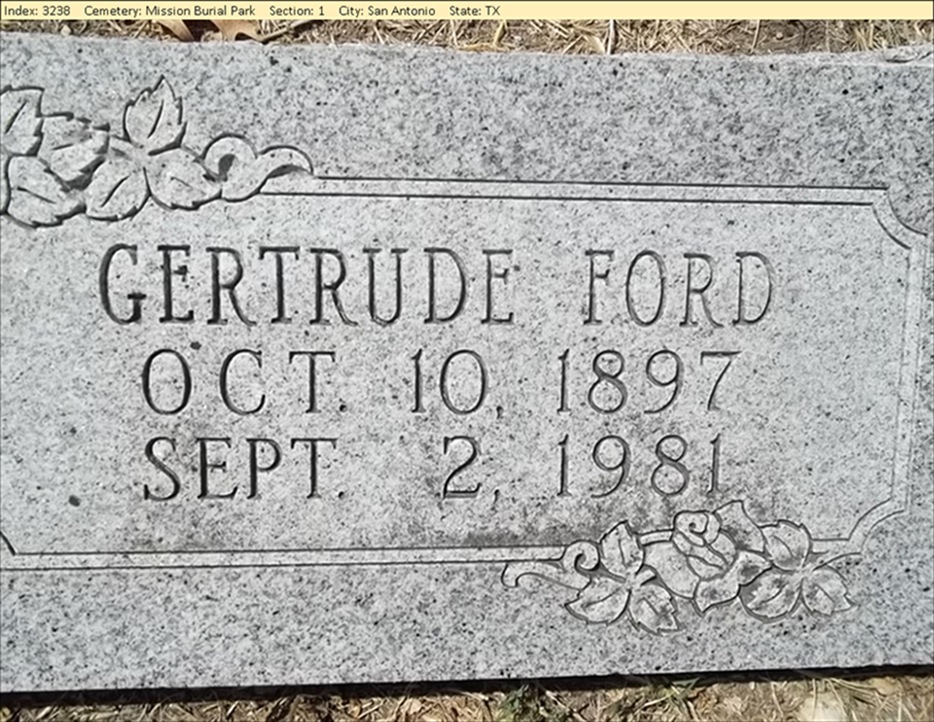 Index: 3238 Cemetery: Mission Burial Park Section: 1 City: San Antonio State: TX
GERTRUDE FORD
OCT. 10, 1897
SEPT. 2, 1981